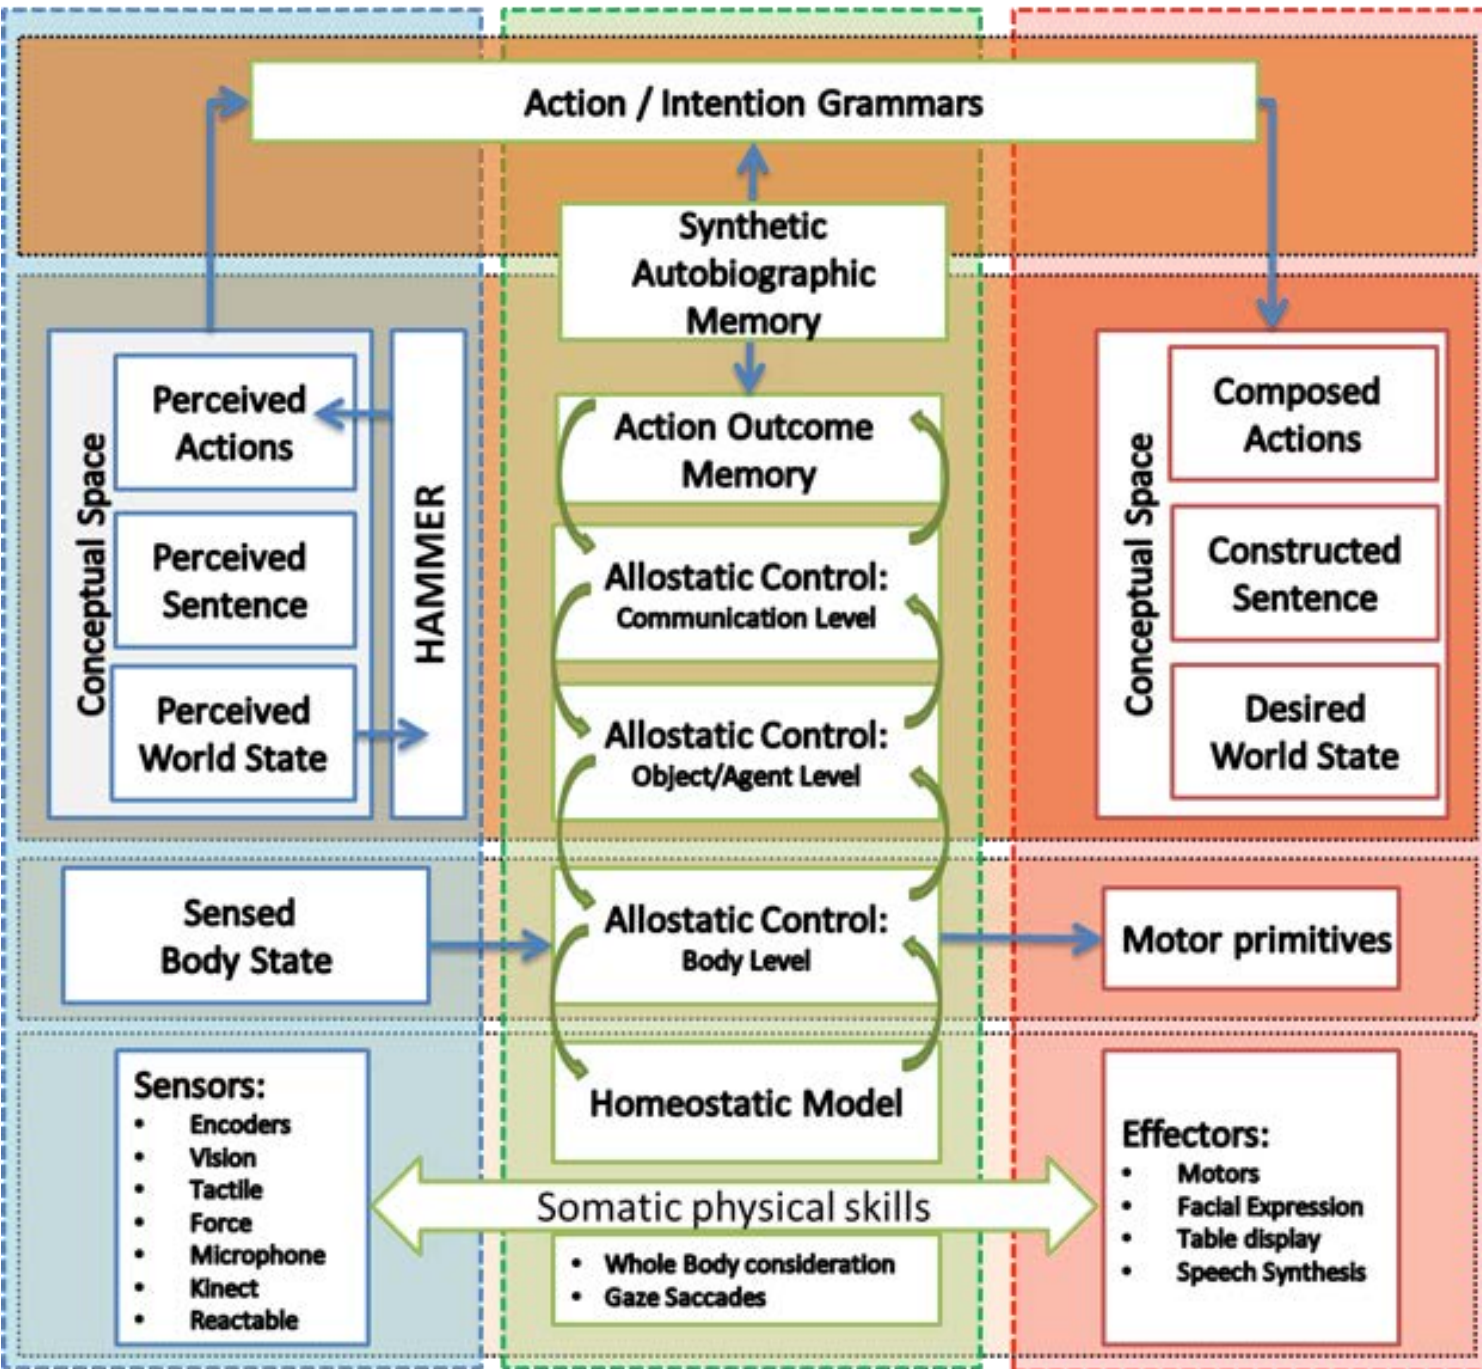 Action / Intention Grammars
Synthetic
Autobiographic
Memory
Conceptual Space
Perceived
Actions
Perceived
Sentence
Perceived
World State
HAMMER
Action Outcome
Memory
Allostatic Control:
Communication Level
Allostatic Control:
Object/Agent Level
Conceptual Space
Composed
Actions
Constructed
Sentence
Desired
World State
Sensed
Body State
Allostatic Control:
Body Level
Motor primitives
Sensors:
• Encoders
• Vision
• Tactile
• Force
• Microphone
• Kinect
• Reactable
Homeostatic Model
Somatic physical skills
• Whole Body consideration
• Gaze Saccades
Effectors:
• Motors
• Facial Expression
• Table display
• Speech Synthesis